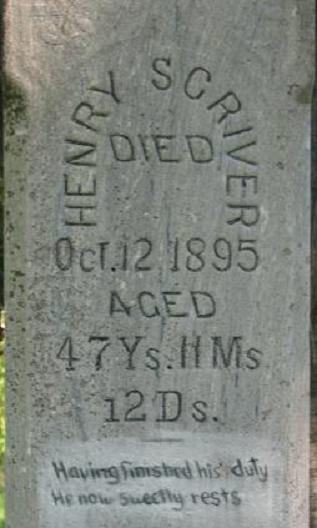 HENRY SCRIVER
DIED
Oct. 12 1895
AGED
47 Ys. 11 Ms
12 Ds.
Having finished his duty
He now sweetly rests